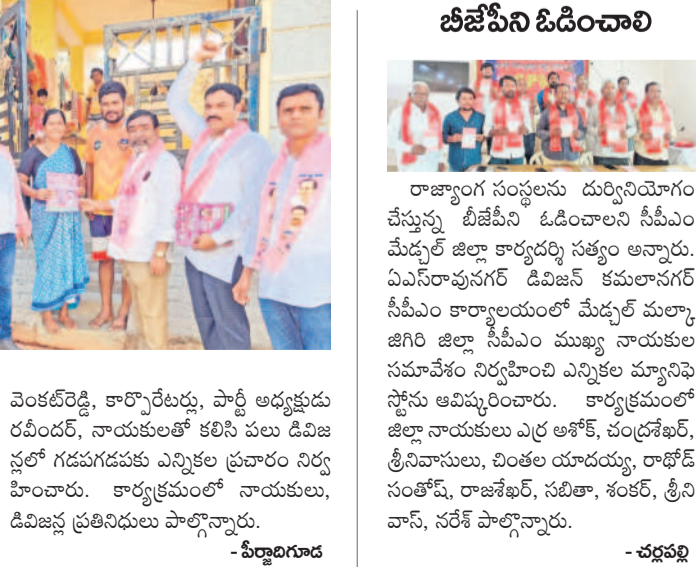 వెంకట్‌రెడ్డి, కార్పొరేటర్లు, పార్టీ అధ్యక్షుడు
రవీందర్, నాయకులతో కలిసి పలు డివిజ
న్లలో గడపగడపకు ఎన్నికల ప్రచారం నిర్వ
హించారు. కార్యక్రమంలో నాయకులు,
డివిజన్ల ప్రతినిధులు పాల్గొన్నారు.
- పీర్జాదిగూడ
బీజేపీని ఓడించాలి
రాజ్యాంగ సంస్థలను దుర్వినియోగం
చేస్తున్న బీజేపీని ఓడించాలని సీపీఎం
మేడ్చల్ జిల్లా కార్యదర్శి సత్యం అన్నారు.
ఏఎస్‌రావునగర్ డివిజన్ కమలానగర్
సీపీఎం కార్యాలయంలో మేడ్చల్ మల్కా
జిగిరి జిల్లా సీపీఎం ముఖ్య నాయకుల
సమావేశం నిర్వహించి ఎన్నికల మ్యానిఫె
స్టోను ఆవిష్కరించారు. కార్యక్రమంలో
జిల్లా నాయకులు ఎర్ర అశోక్, చంద్రశేఖర్,
శ్రీనివాసులు, చింతల యాదయ్య, రాథోడ్
సంతోష్, రాజశేఖర్, సబితా, శంకర్, శ్రీని
వాస్, నరేశ్ పాల్గొన్నారు.
- చర్లపల్లి